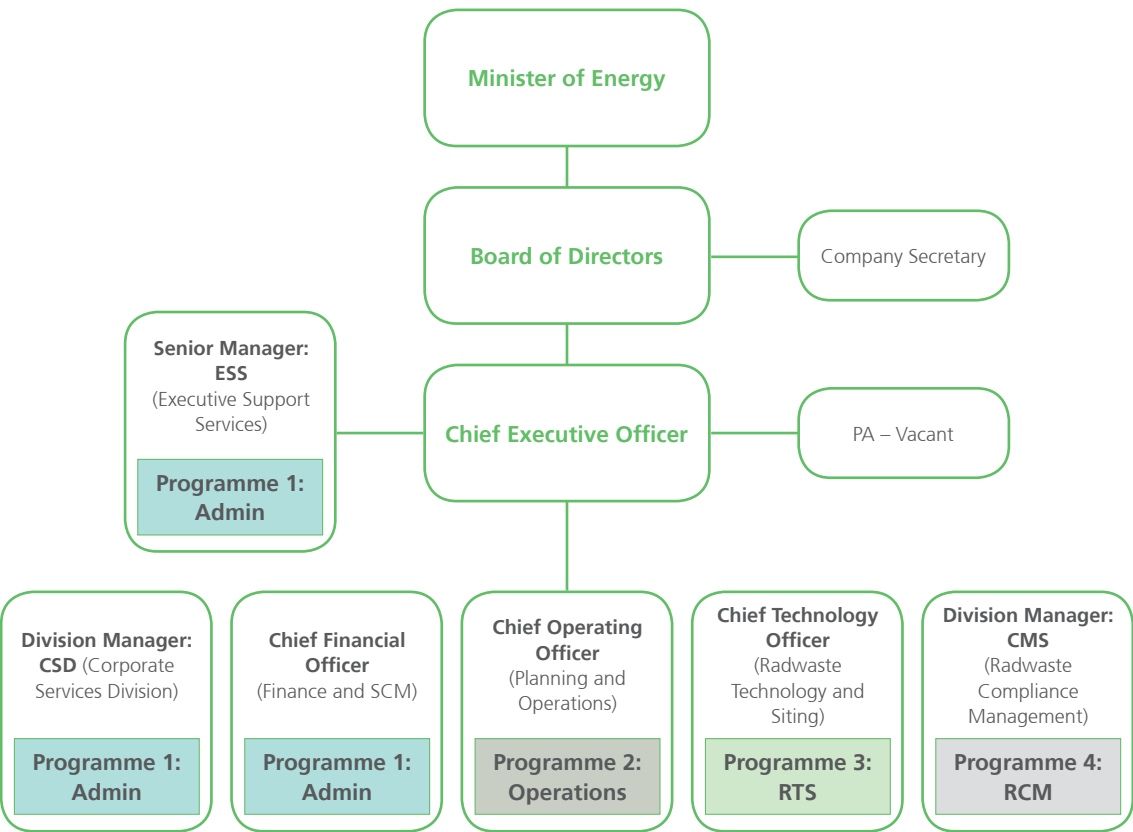 Minister of Energy
Board of Directors
Company Secretary
Senior Manager:
ESS
(Executive Support
Services)
Programme 1:
Admin
Chief Executive Officer
PA – Vacant
Division Manager:
CSD (Corporate
Services Division)
Programme 1:
Admin
Chief Financial
Officer
(Finance and SCM)
Programme 1:
Admin
Chief Operating
Officer
(Planning and
Operations)
Programme 2:
Operations
Chief Technology
Officer
(Radwaste
Technology and
Siting)
Programme 3:
RTS
Division Manager:
CMS
(Radwaste
Compliance
Management)
Programme 4:
RCM